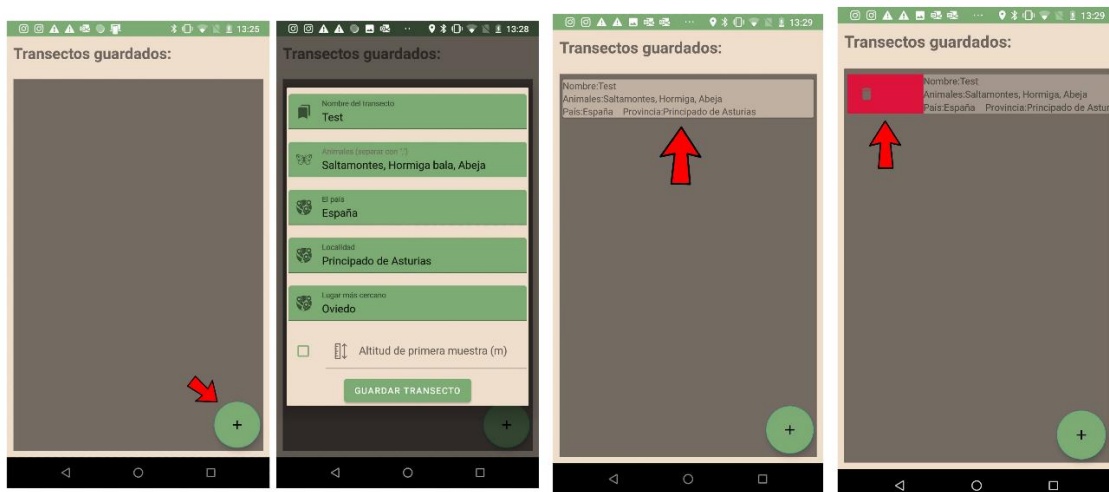 13:25
Transectos guardados:
+
13:28
Transectos guardados:
Nombre del transecto
Test
Animales (separar con ',')
Saltamontes, Hormiga bala, Abeja
El país
España
Localidad
Principado de Asturias
Lugar más cercano
Oviedo
Altitud de primera muestra (m)
GUARDAR TRANSECTO
+
13:29
Transectos guardados:
Nombre:Test
Animales:Saltamontes, Hormiga, Abeja
País:España Provincia:Principado de Asturias
+
13:29
Transectos guardados:
Nombre:Test
Animales:Saltamontes, Hormiga, Abeja
País:España Provincia:Principado de Astur
+